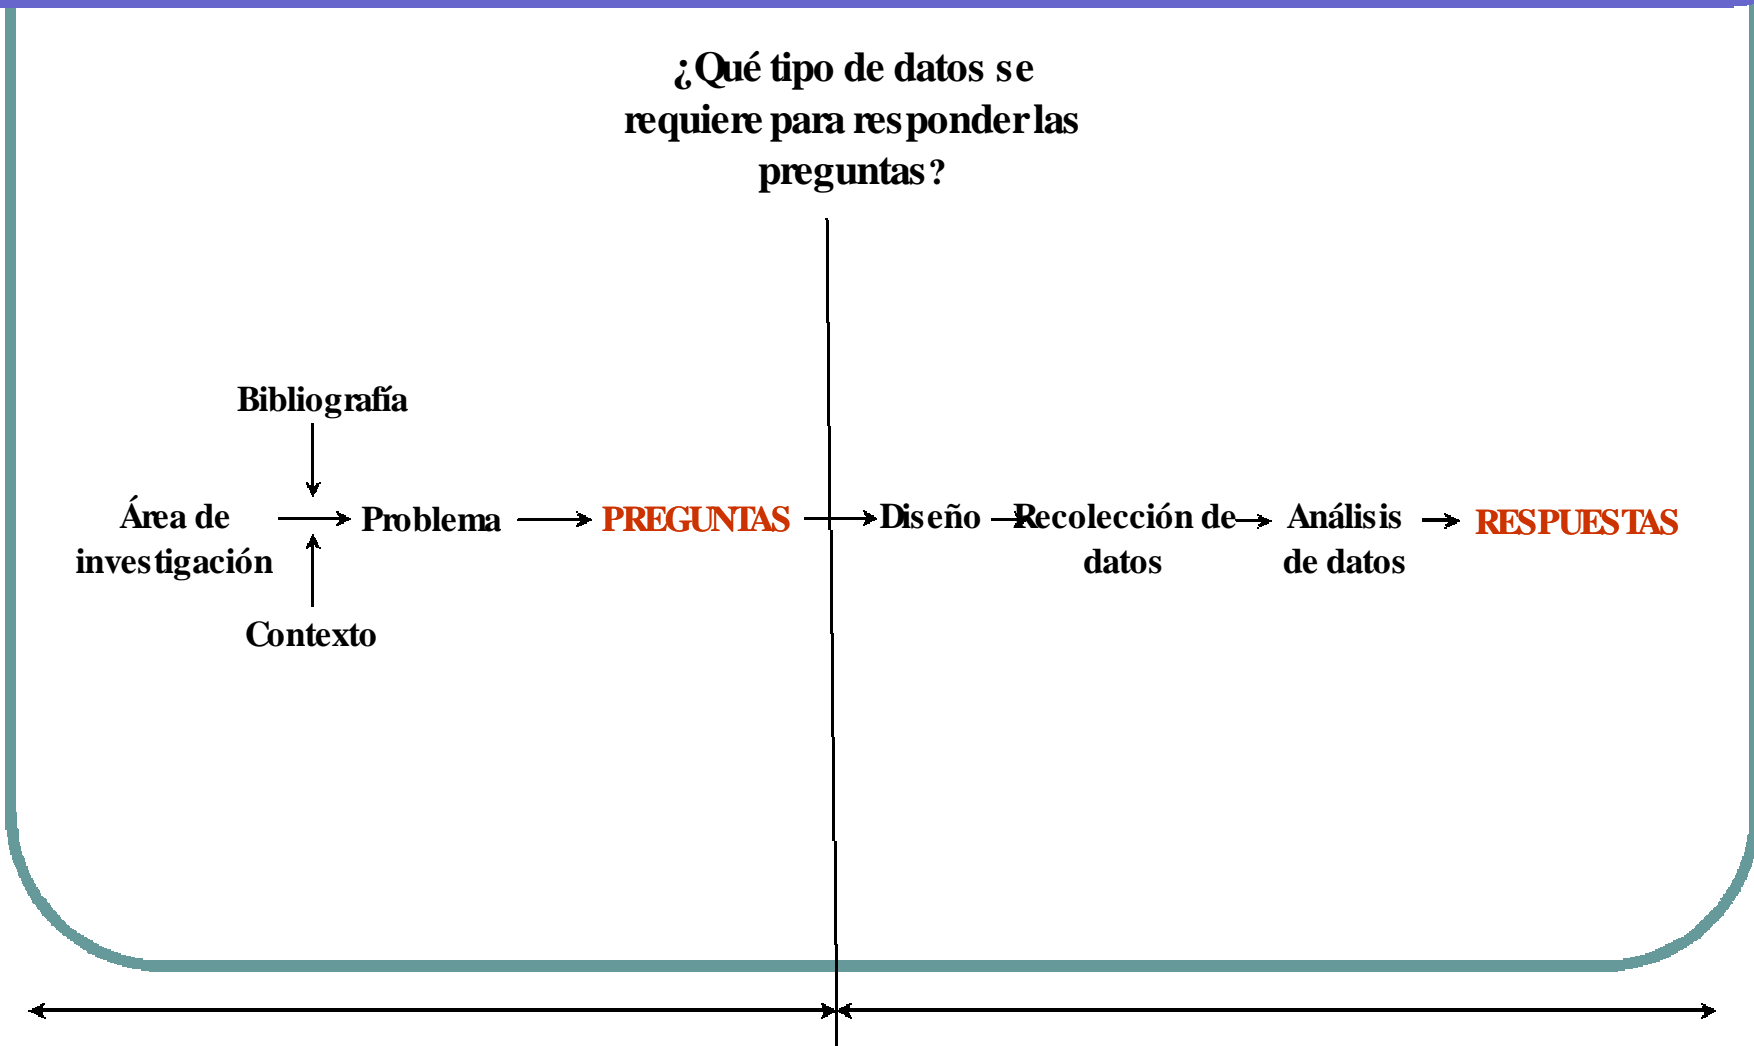 ¿Qué tipo de datos se
requiere para responder las
preguntas?
Bibliografía
Área de
investigación
Problema
PREGUNTAS
Diseño
Recolección de
datos
Análisis
de datos
RESPUESTAS
Contexto